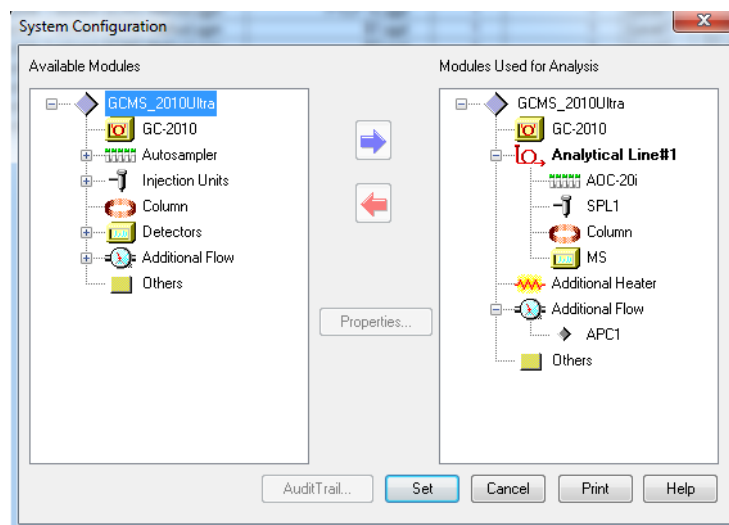 System Configuration
Available Modules
GCMS_2010Ultra
GC-2010
Autosampler
Injection Units
Column
Detectors
Additional Flow
Others
Properties...
Modules Used for Analysis
GCMS_2010Ultra
GC-2010
Analytical Line#1
AOC-20i
SPL1
Column
MS
Additional Heater
Additional Flow
APC1
Others
AuditTrail...
Set
Cancel
Print
Help